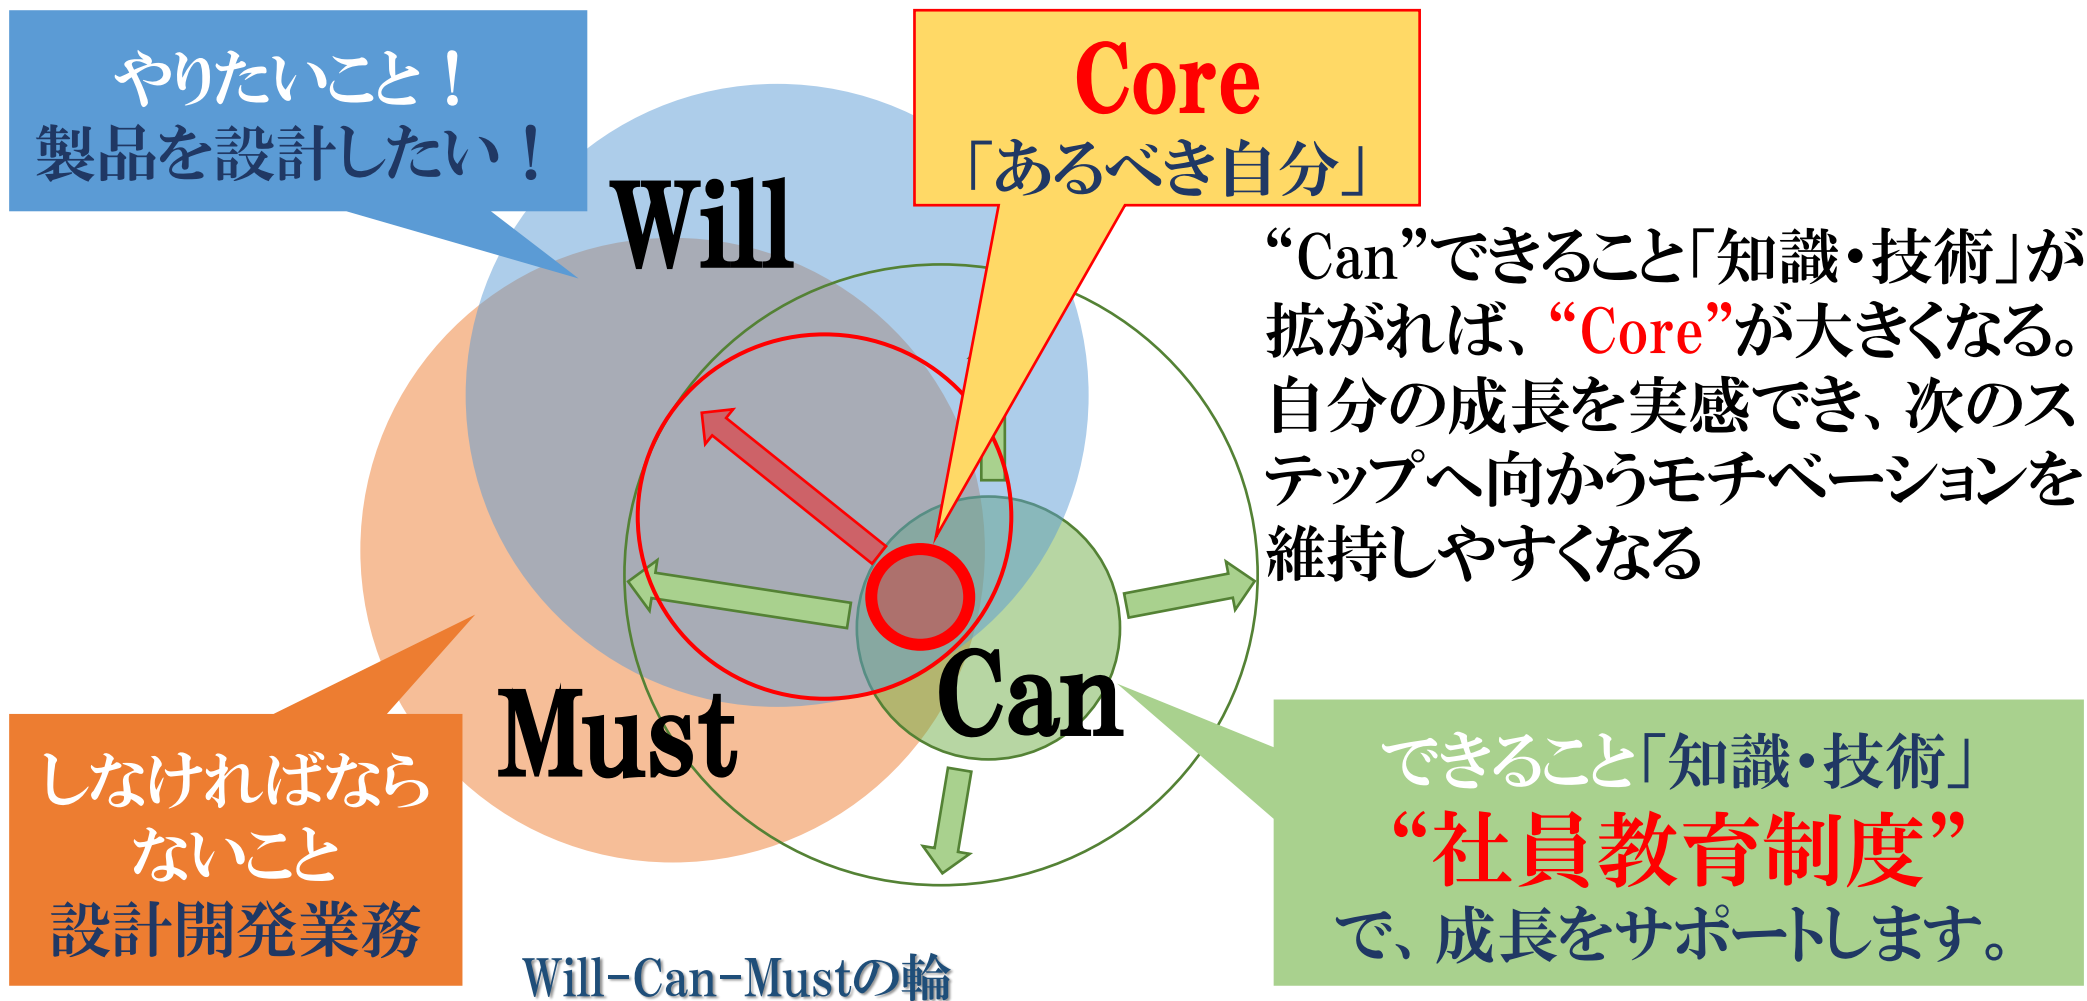 やりたいこと！
製品を設計したい！
Core
「あるべき自分」
Will
“Can”できること「知識・技術」が
拡がれば、“Core”が大きくなる。
自分の成長を実感でき、次のス
テップへ向かうモチベーションを
維持しやすくなる
Must
Can
しなければなら
ないこと
設計開発業務
できること「知識・技術」
“社員教育制度”
で、成長をサポートします。
Will-Can-Mustの輪